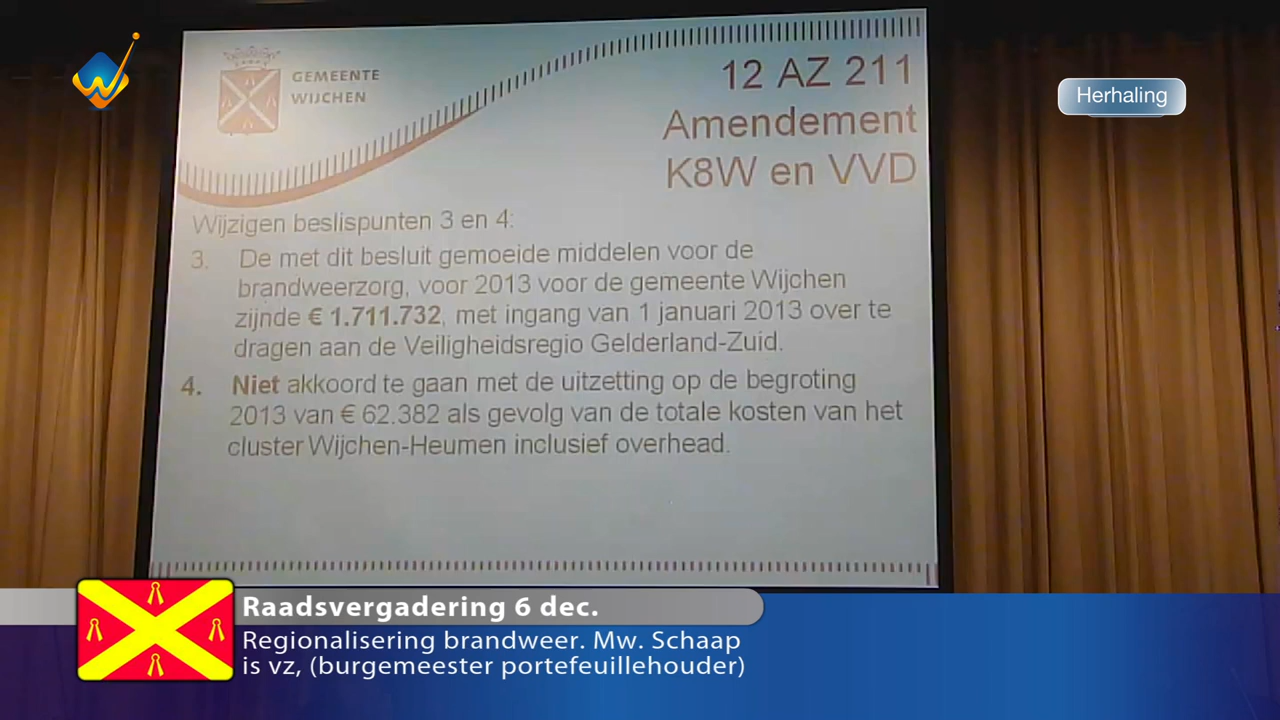 GEMEENTE
WIJCHEN
12 AZ 211
Amendement
K8W en VVD
Herhaling
Wijzigen beslispunten 3 en 4:
3. De met dit besluit gemoeide middelen voor de
brandweerzorg, voor 2013 voor de gemeente Wijchen
zijnde € 1.711.732, met ingang van 1 januari 2013 over te
dragen aan de Veiligheidsregio Gelderland-Zuid.
4. Niet akkoord te gaan met de uitzetting op de begroting
2013 van € 62.382 als gevolg van de totale kosten van het
cluster Wijchen-Heumen inclusief overhead.
Raadsvergadering 6 dec.
Regionalisering brandweer. Mw. Schaap
is vz, (burgemeester portefeuillehouder)